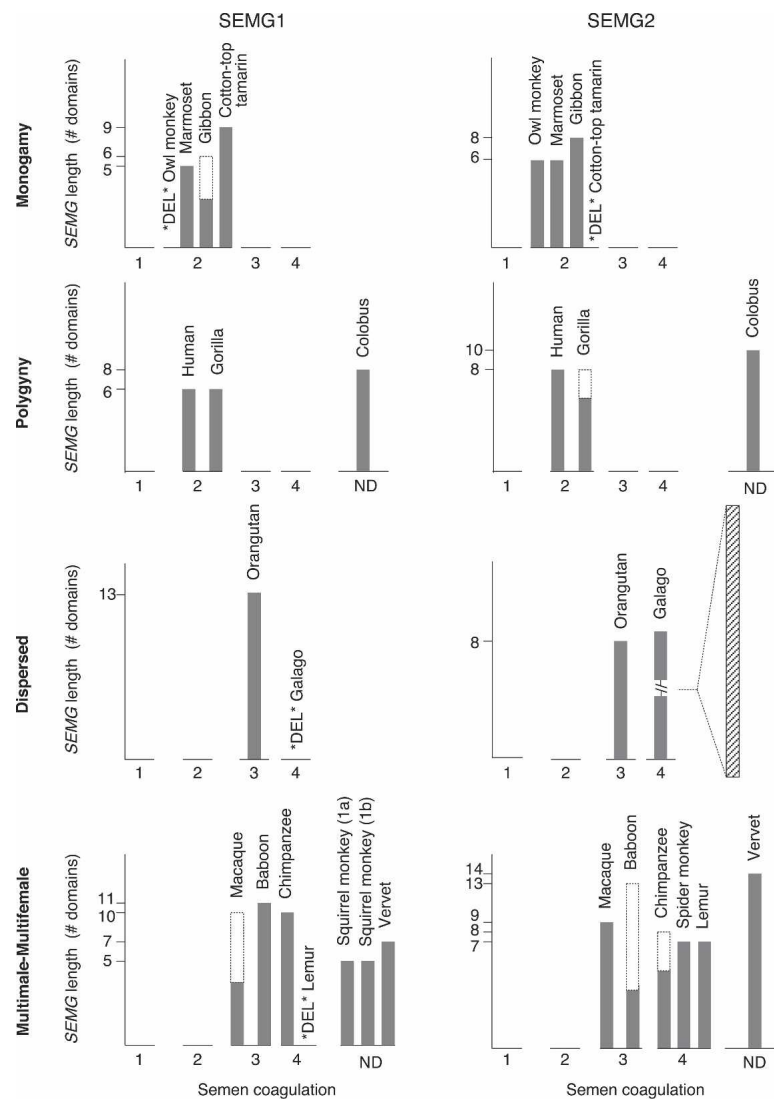 SEMG1
SEMG2
Monogamy
SEMG length (# domains)
9
6
5
*DEL* Owl monkey
Marmoset
Gibbon
Cotton-top
tamarin
1 2 3 4
8
6
Owl monkey
Marmoset
Gibbon
*DEL* Cotton-top tamarin
1 2 3 4
Polygyny
SEMG length (# domains)
8
6
Human
Gorilla
Colobus
1 2 3 4 ND
10
8
Human
Gorilla
Colobus
1 2 3 4 ND
Dispersed
SEMG length (# domains)
13
Orangutan
*DEL* Galago
1 2 3 4
8
Orangutan
Galago
1 2 3 4
Multimale-Multifemale
SEMG length (# domains)
11
10
7
5
Macaque
Baboon
Chimpanzee
*DEL* Lemur
Squirrel monkey (1a)
Squirrel monkey (1b)
Vervet
1 2 3 4 ND
Semen coagulation
14
13
9
8
7
Macaque
Baboon
Chimpanzee
Spider monkey
Lemur
Vervet
1 2 3 4 ND
Semen coagulation